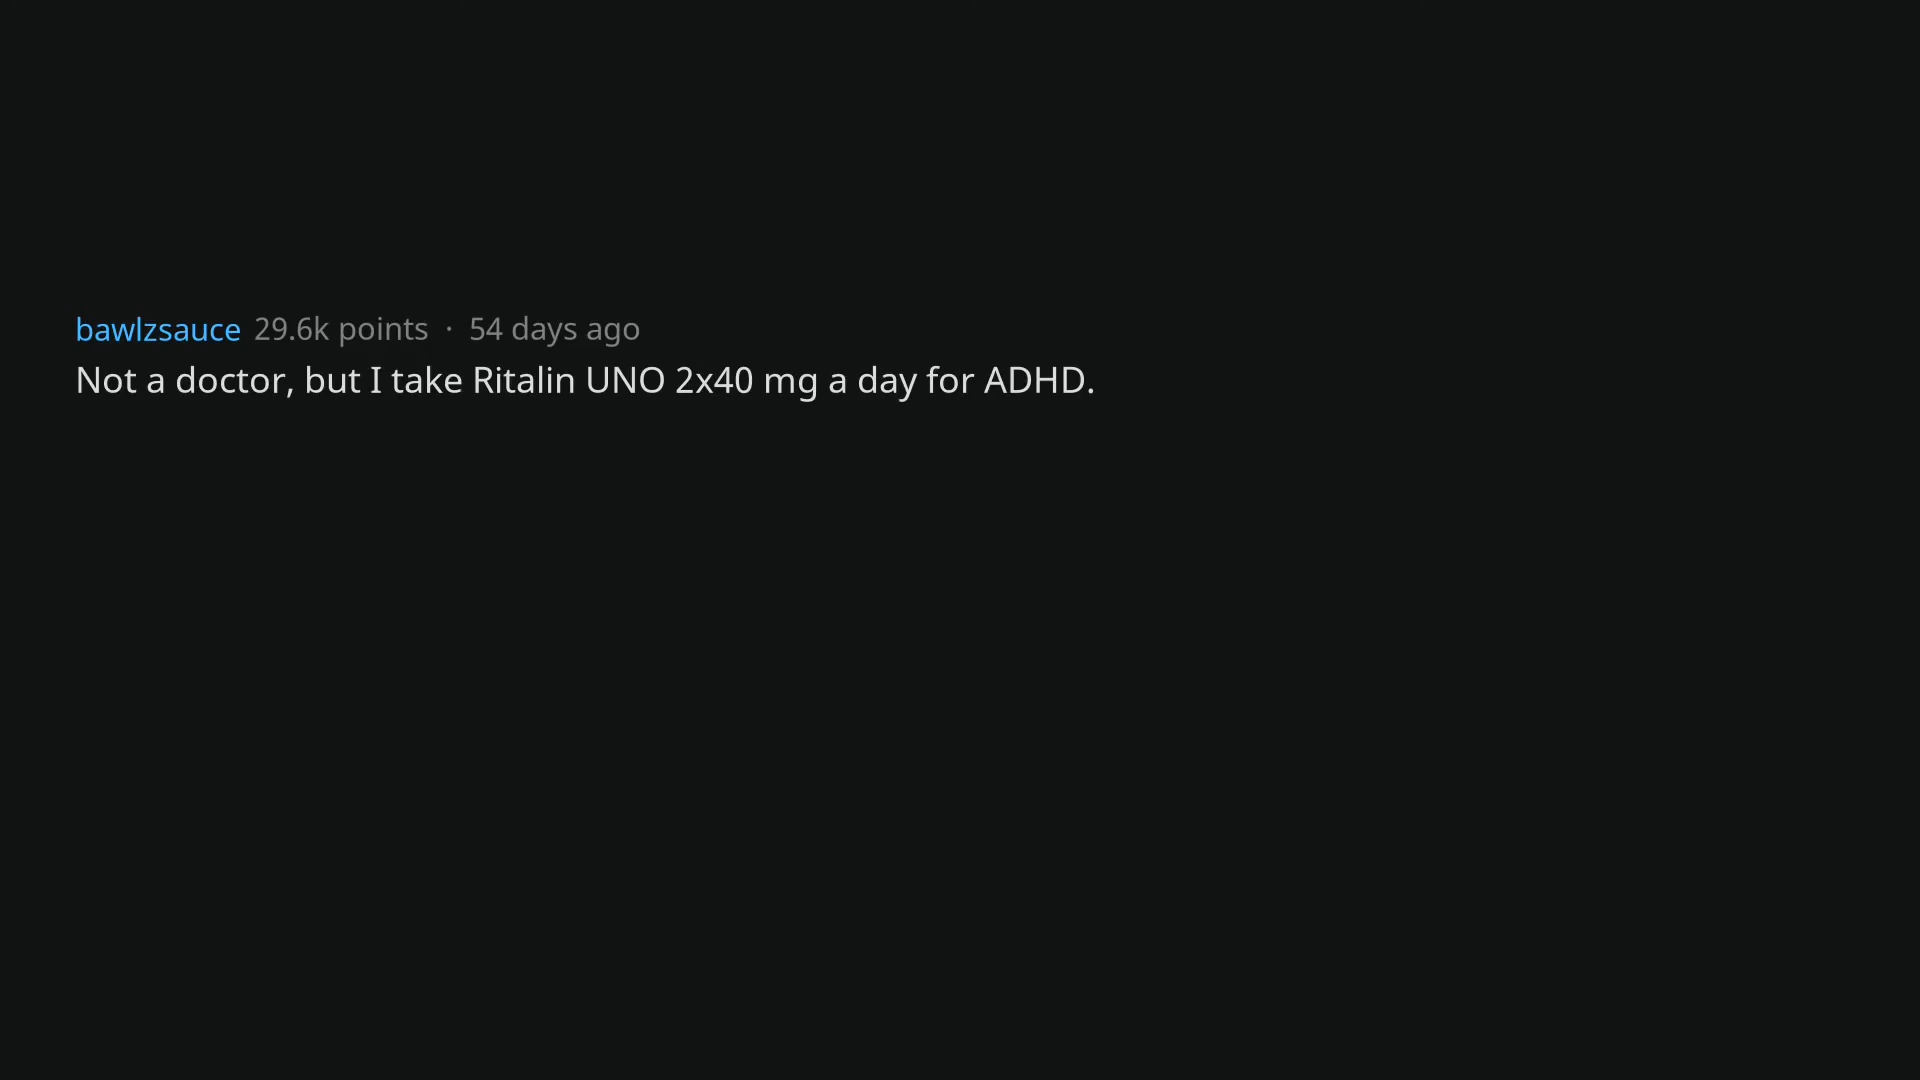 bawlzsauce 29.6k points · 54 days ago
Not a doctor, but I take Ritalin UNO 2x40 mg a day for ADHD.